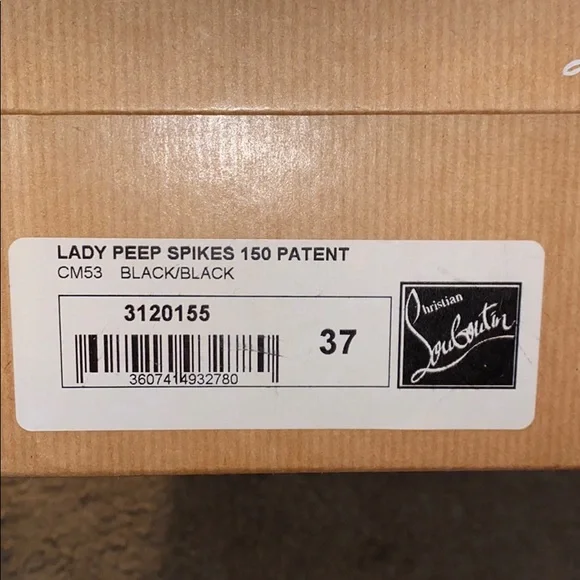 LADY PEEP SPIKES 150 PATENT
CM53 BLACK/BLACK
3120155
37
3607414932780
Christian
Louboutin